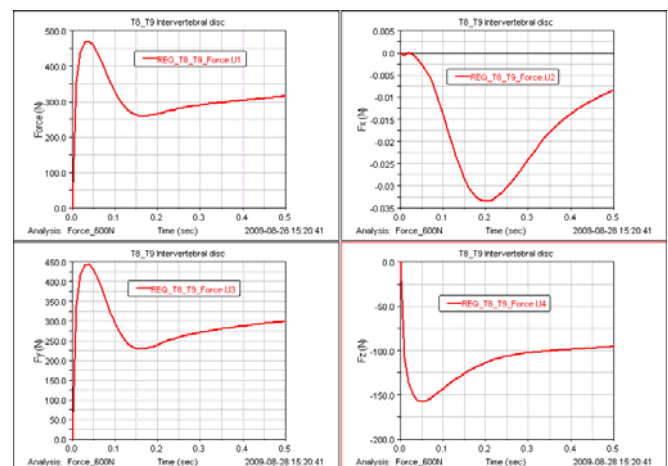 T8_T9 Intervertebral disc
500.0
400.0
300.0
200.0
100.0
0.0
Force (N)
REQ_T8_T9_Force.U1
0.0 0.1 0.2 0.3 0.4 0.5
Time (sec)
Analysis: Force_600N 2009-08-28 15:20:41
T8_T9 Intervertebral disc
0.005
0.0
-0.005
-0.01
-0.015
-0.02
-0.025
-0.03
-0.035
Fx (N)
REQ_T8_T9_Force.U2
0.0 0.1 0.2 0.3 0.4 0.5
Time (sec)
Analysis: Force_600N 2009-08-28 15:20:41
T8_T9 Intervertebral disc
450.0
400.0
350.0
300.0
250.0
200.0
150.0
100.0
50.0
0.0
Fy (N)
REQ_T8_T9_Force.U3
0.0 0.1 0.2 0.3 0.4 0.5
Time (sec)
Analysis: Force_600N 2009-08-28 15:20:41
T8_T9 Intervertebral disc
0.0
-50.0
-100.0
-150.0
-200.0
Fz (N)
REQ_T8_T9_Force.U4
0.0 0.1 0.2 0.3 0.4 0.5
Time (sec)
Analysis: Force_600N 2009-08-28 15:20:41